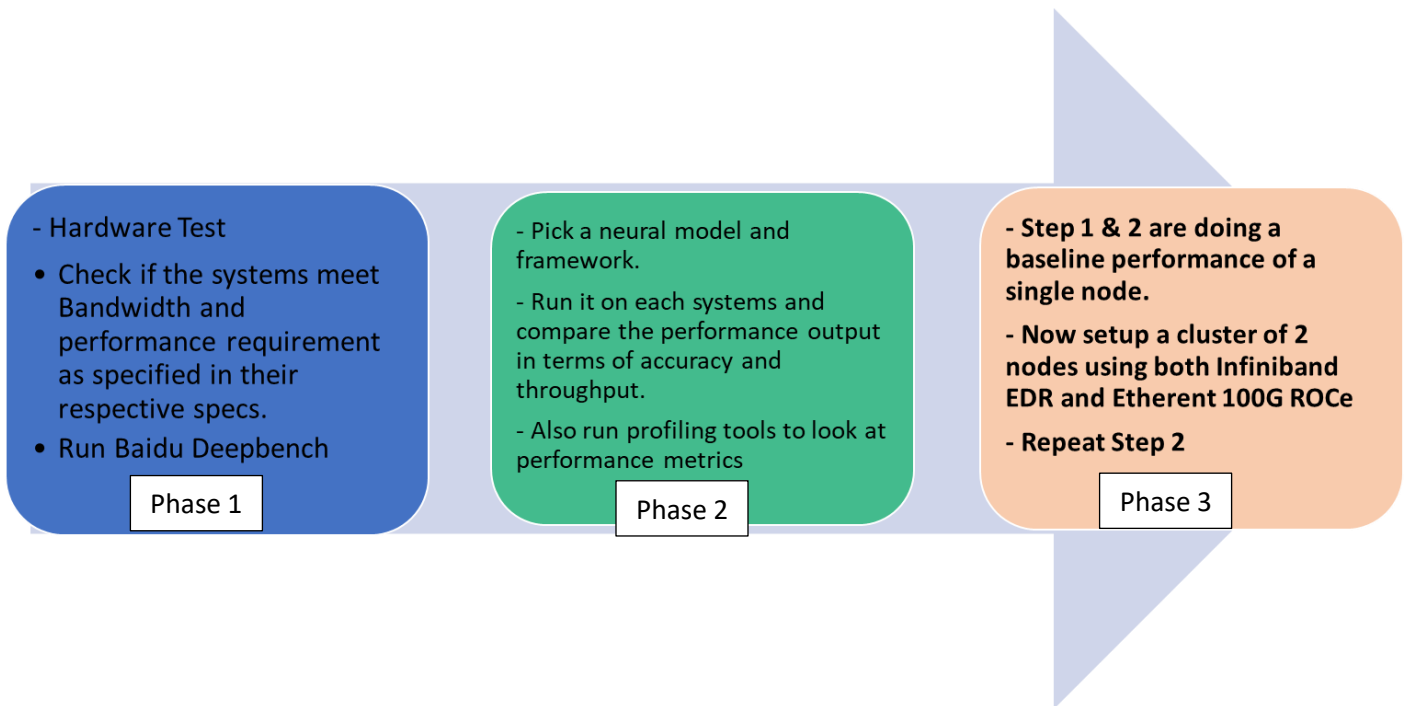 - Hardware Test
• Check if the systems meet
Bandwidth and
performance requirement
as specified in their
respective specs.
• Run Baidu Deepbench
Phase 1
- Pick a neural model and
framework.
- Run it on each systems and
compare the performance output
in terms of accuracy and
throughput.
- Also run profiling tools to look at
performance metrics
Phase 2
- Step 1 & 2 are doing a
baseline performance of a
single node.
- Now setup a cluster of 2
nodes using both Infiniband
EDR and Etherent 100G ROCe
- Repeat Step 2
Phase 3